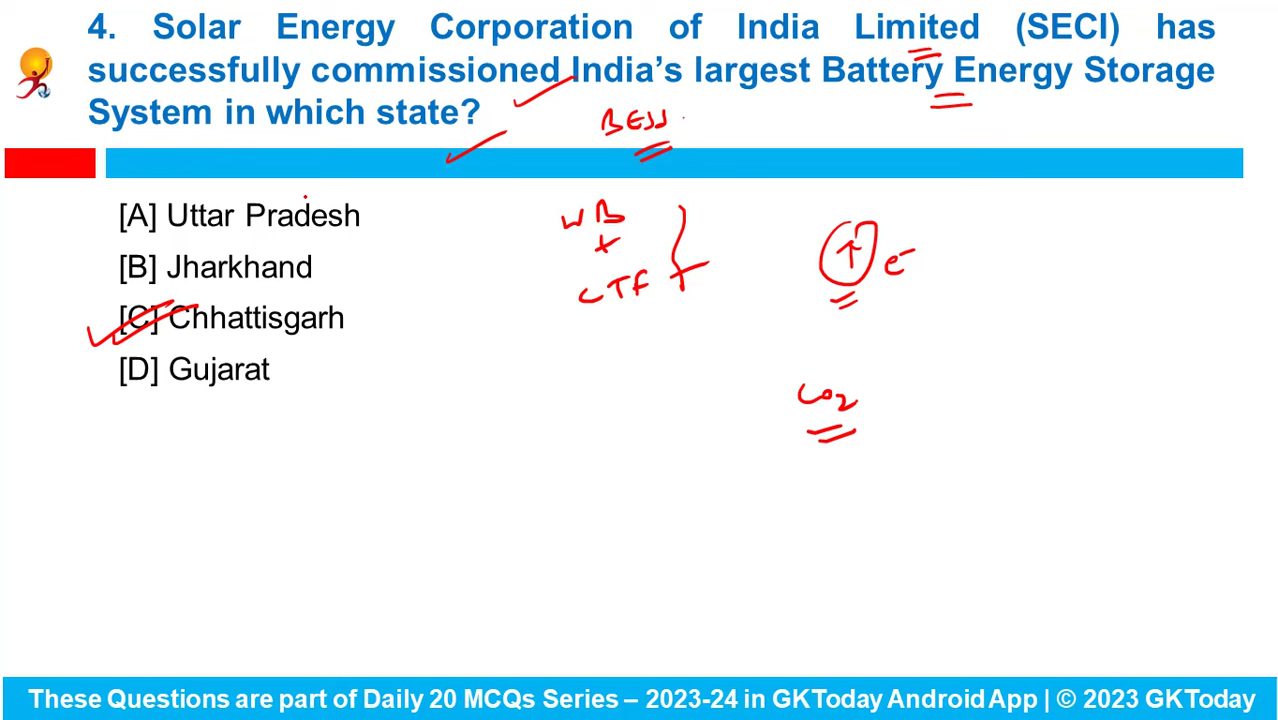 4. Solar Energy Corporation of India Limited (SECI) has
successfully commissioned India's largest Battery Energy Storage
System in which state?
BESS
[A] Uttar Pradesh
[B] Jharkhand
[C] Chhattisgarh
[D] Gujarat
WB
+
CTF
↑ e-
CO2
These Questions are part of Daily 20 MCQs Series – 2023-24 in GKToday Android App | © 2023 GKToday